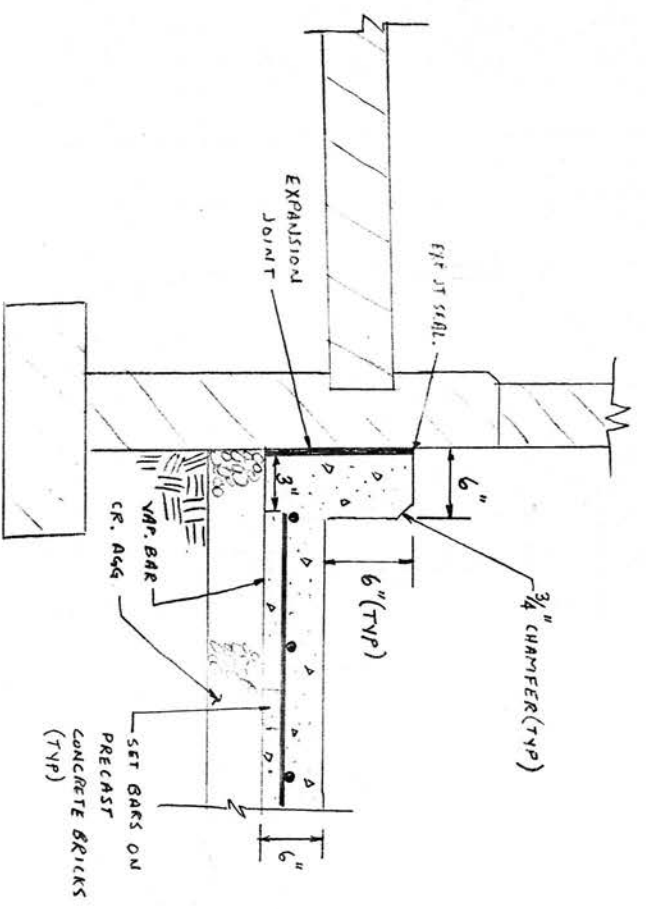 EXPANSION
JOINT
EXP JT SEAL.
6"
3/4" CHAMFER (TYP)
6" (TYP)
3"
VAP. BAR
CR. AGG
SET BARS ON
PRECAST
CONCRETE BRICKS
(TYP)
6"